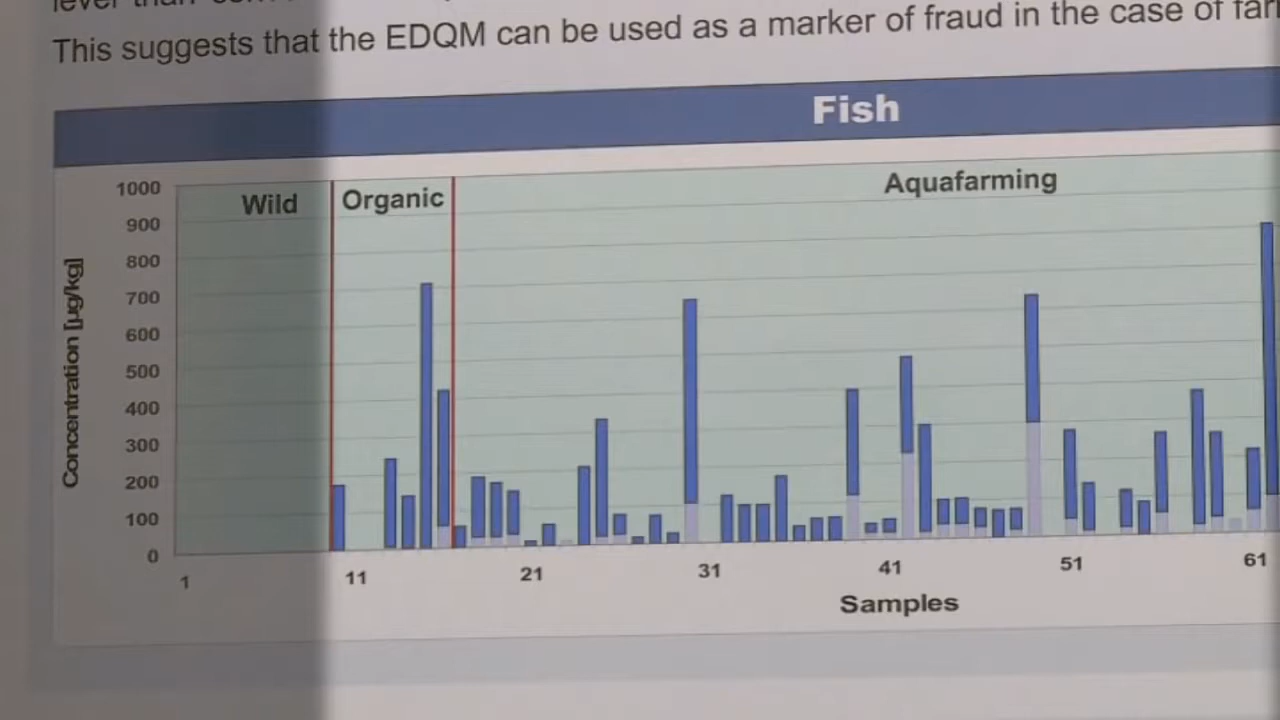 This suggests that the EDQM can be used as a marker of fraud in the case of
Fish
Wild
Organic
Aquafarming
Concentration [µg/kg]
1000
900
800
700
600
500
400
300
200
100
0
1
11
21
31
41
51
61
Samples